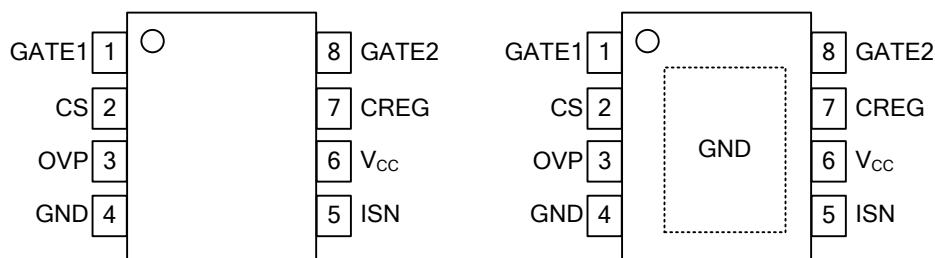 GATE1 1 8 GATE2
CS 2 7 CREG
OVP 3 6 VCC
GND 4 5 ISN
GATE1 1 8 GATE2
CS 2 7 CREG
OVP 3 GND 6 VCC
GND 4 5 ISN